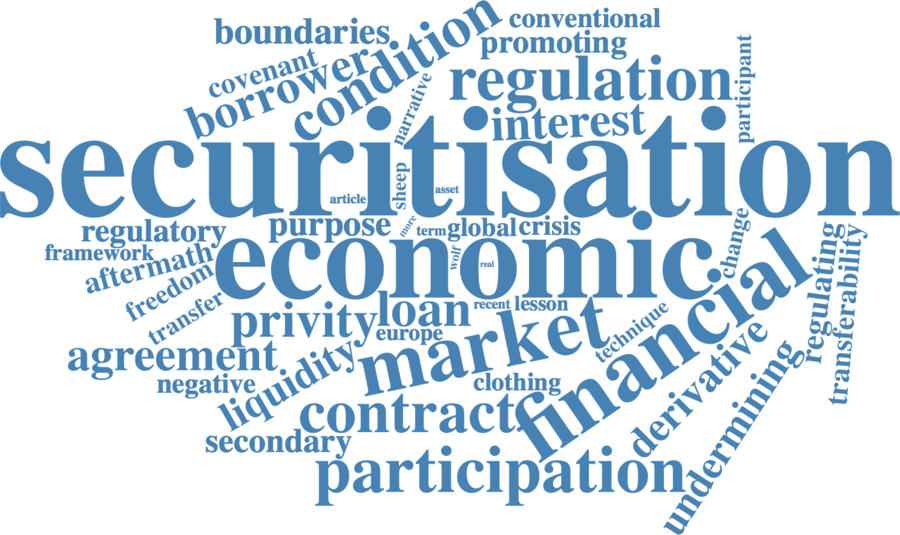 conventional
boundaries
promoting
condition
covenant
borrower
regulation
participant
narrative
interest
securitisation
sheep
asset
article
more
purpose
regulatory
term
global
crisis
change
framework
economic
wolf
real
aftermath
freedom
transfer
regulating
transferability
financial
loan
recent
lesson
privity
europe
market
technique
agreement
liquidity
negative
clothing
derivative
contract
undermining
secondary
participation